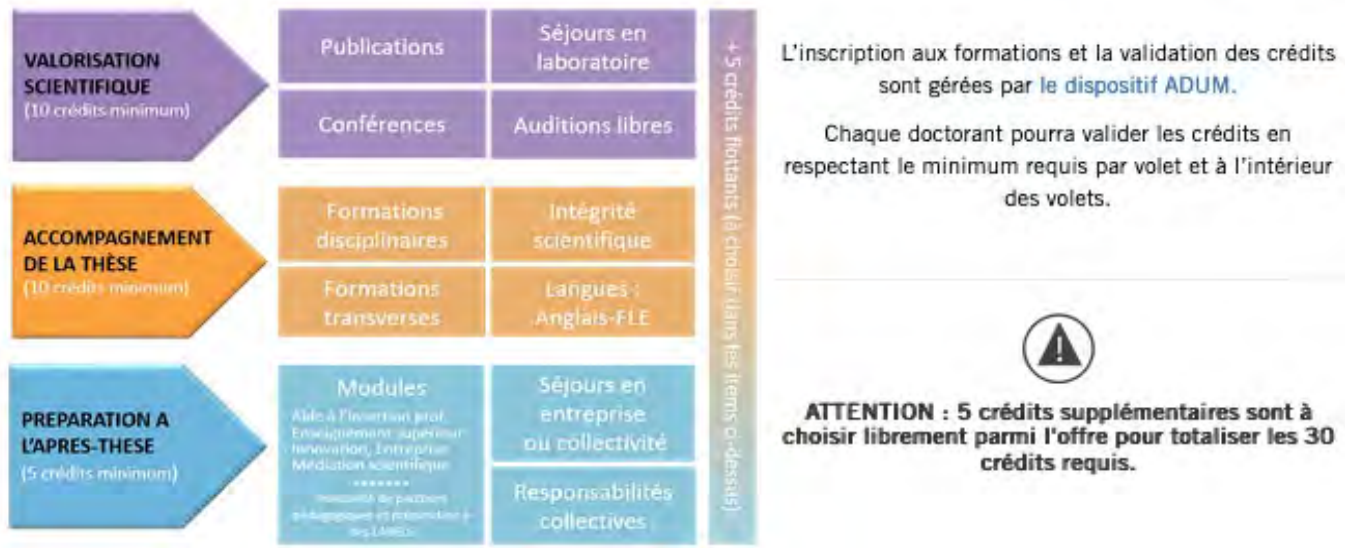 VALORISATION
SCIENTIFIQUE
(10 crédits minimum)
Publications
Séjours en
laboratoire
Conférences
Auditions libres
ACCOMPAGNEMENT
DE LA THÈSE
(10 crédits minimum)
Formations
disciplinaires
Intégrité
scientifique
Formations
transverses
Langues :
Anglais-FLE
PREPARATION A
L'APRES-THESE
(5 crédits minimum)
Modules
Aide à l'insertion prof.
Enseignement supérieur
Innovation, Entreprise
Médiation scientifique
Séjours en
entreprise
ou collectivité
Responsabilités
collectives
+ 5 crédits flottants (à choisir dans les items ci-dessus)
L'inscription aux formations et la validation des crédits
sont gérées par le dispositif ADUM.
Chaque doctorant pourra valider les crédits en
respectant le minimum requis par volet et à l'intérieur
des volets.
ATTENTION : 5 crédits supplémentaires sont à
choisir librement parmi l'offre pour totaliser les 30
crédits requis.